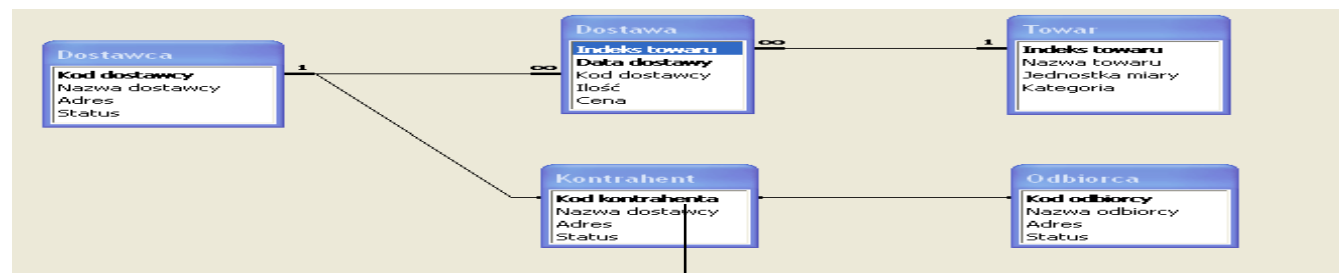 Dostawca
Kod dostawcy
Nazwa dostawcy
Adres
Status
1
∞
Dostawa
Indeks towaru
Data dostawy
Kod dostawcy
Ilość
Cena
∞
1
Towar
Indeks towaru
Nazwa towaru
Jednostka miary
Kategoria
Kontrahent
Kod kontrahenta
Nazwa dostawcy
Adres
Status
Odbiorca
Kod odbiorcy
Nazwa odbiorcy
Adres
Status